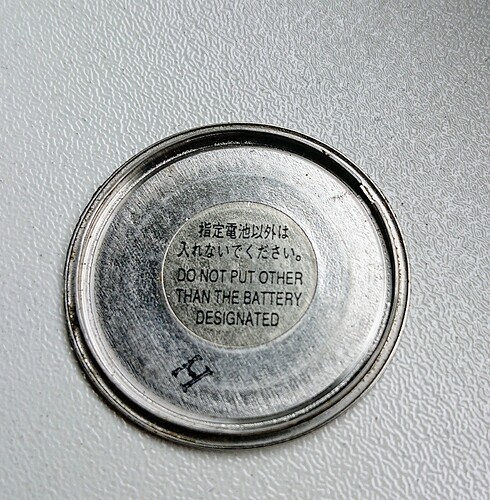 指定電池以外は
入れないでください。
DO NOT PUT OTHER
THAN THE BATTERY
DESIGNATED